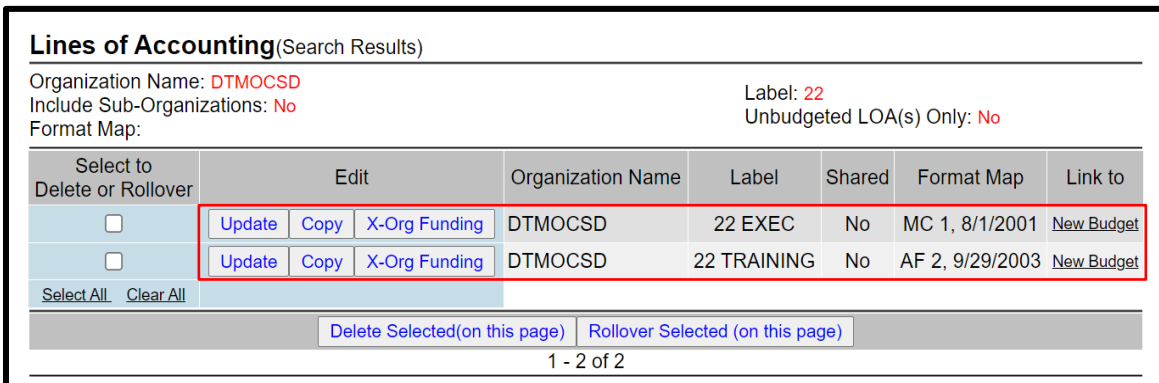 Lines of Accounting(Search Results)
Organization Name: DTMOCSD
Include Sub-Organizations: No
Format Map:
Label: 22
Unbudgeted LOA(s) Only: No
Select to
Delete or Rollover
Edit Organization Name Label Shared Format Map Link to
Update Copy X-Org Funding DTMOCSD 22 EXEC No MC 1, 8/1/2001 New Budget
Update Copy X-Org Funding DTMOCSD 22 TRAINING No AF 2, 9/29/2003 New Budget
Select All Clear All
Delete Selected(on this page) Rollover Selected (on this page)
1 - 2 of 2